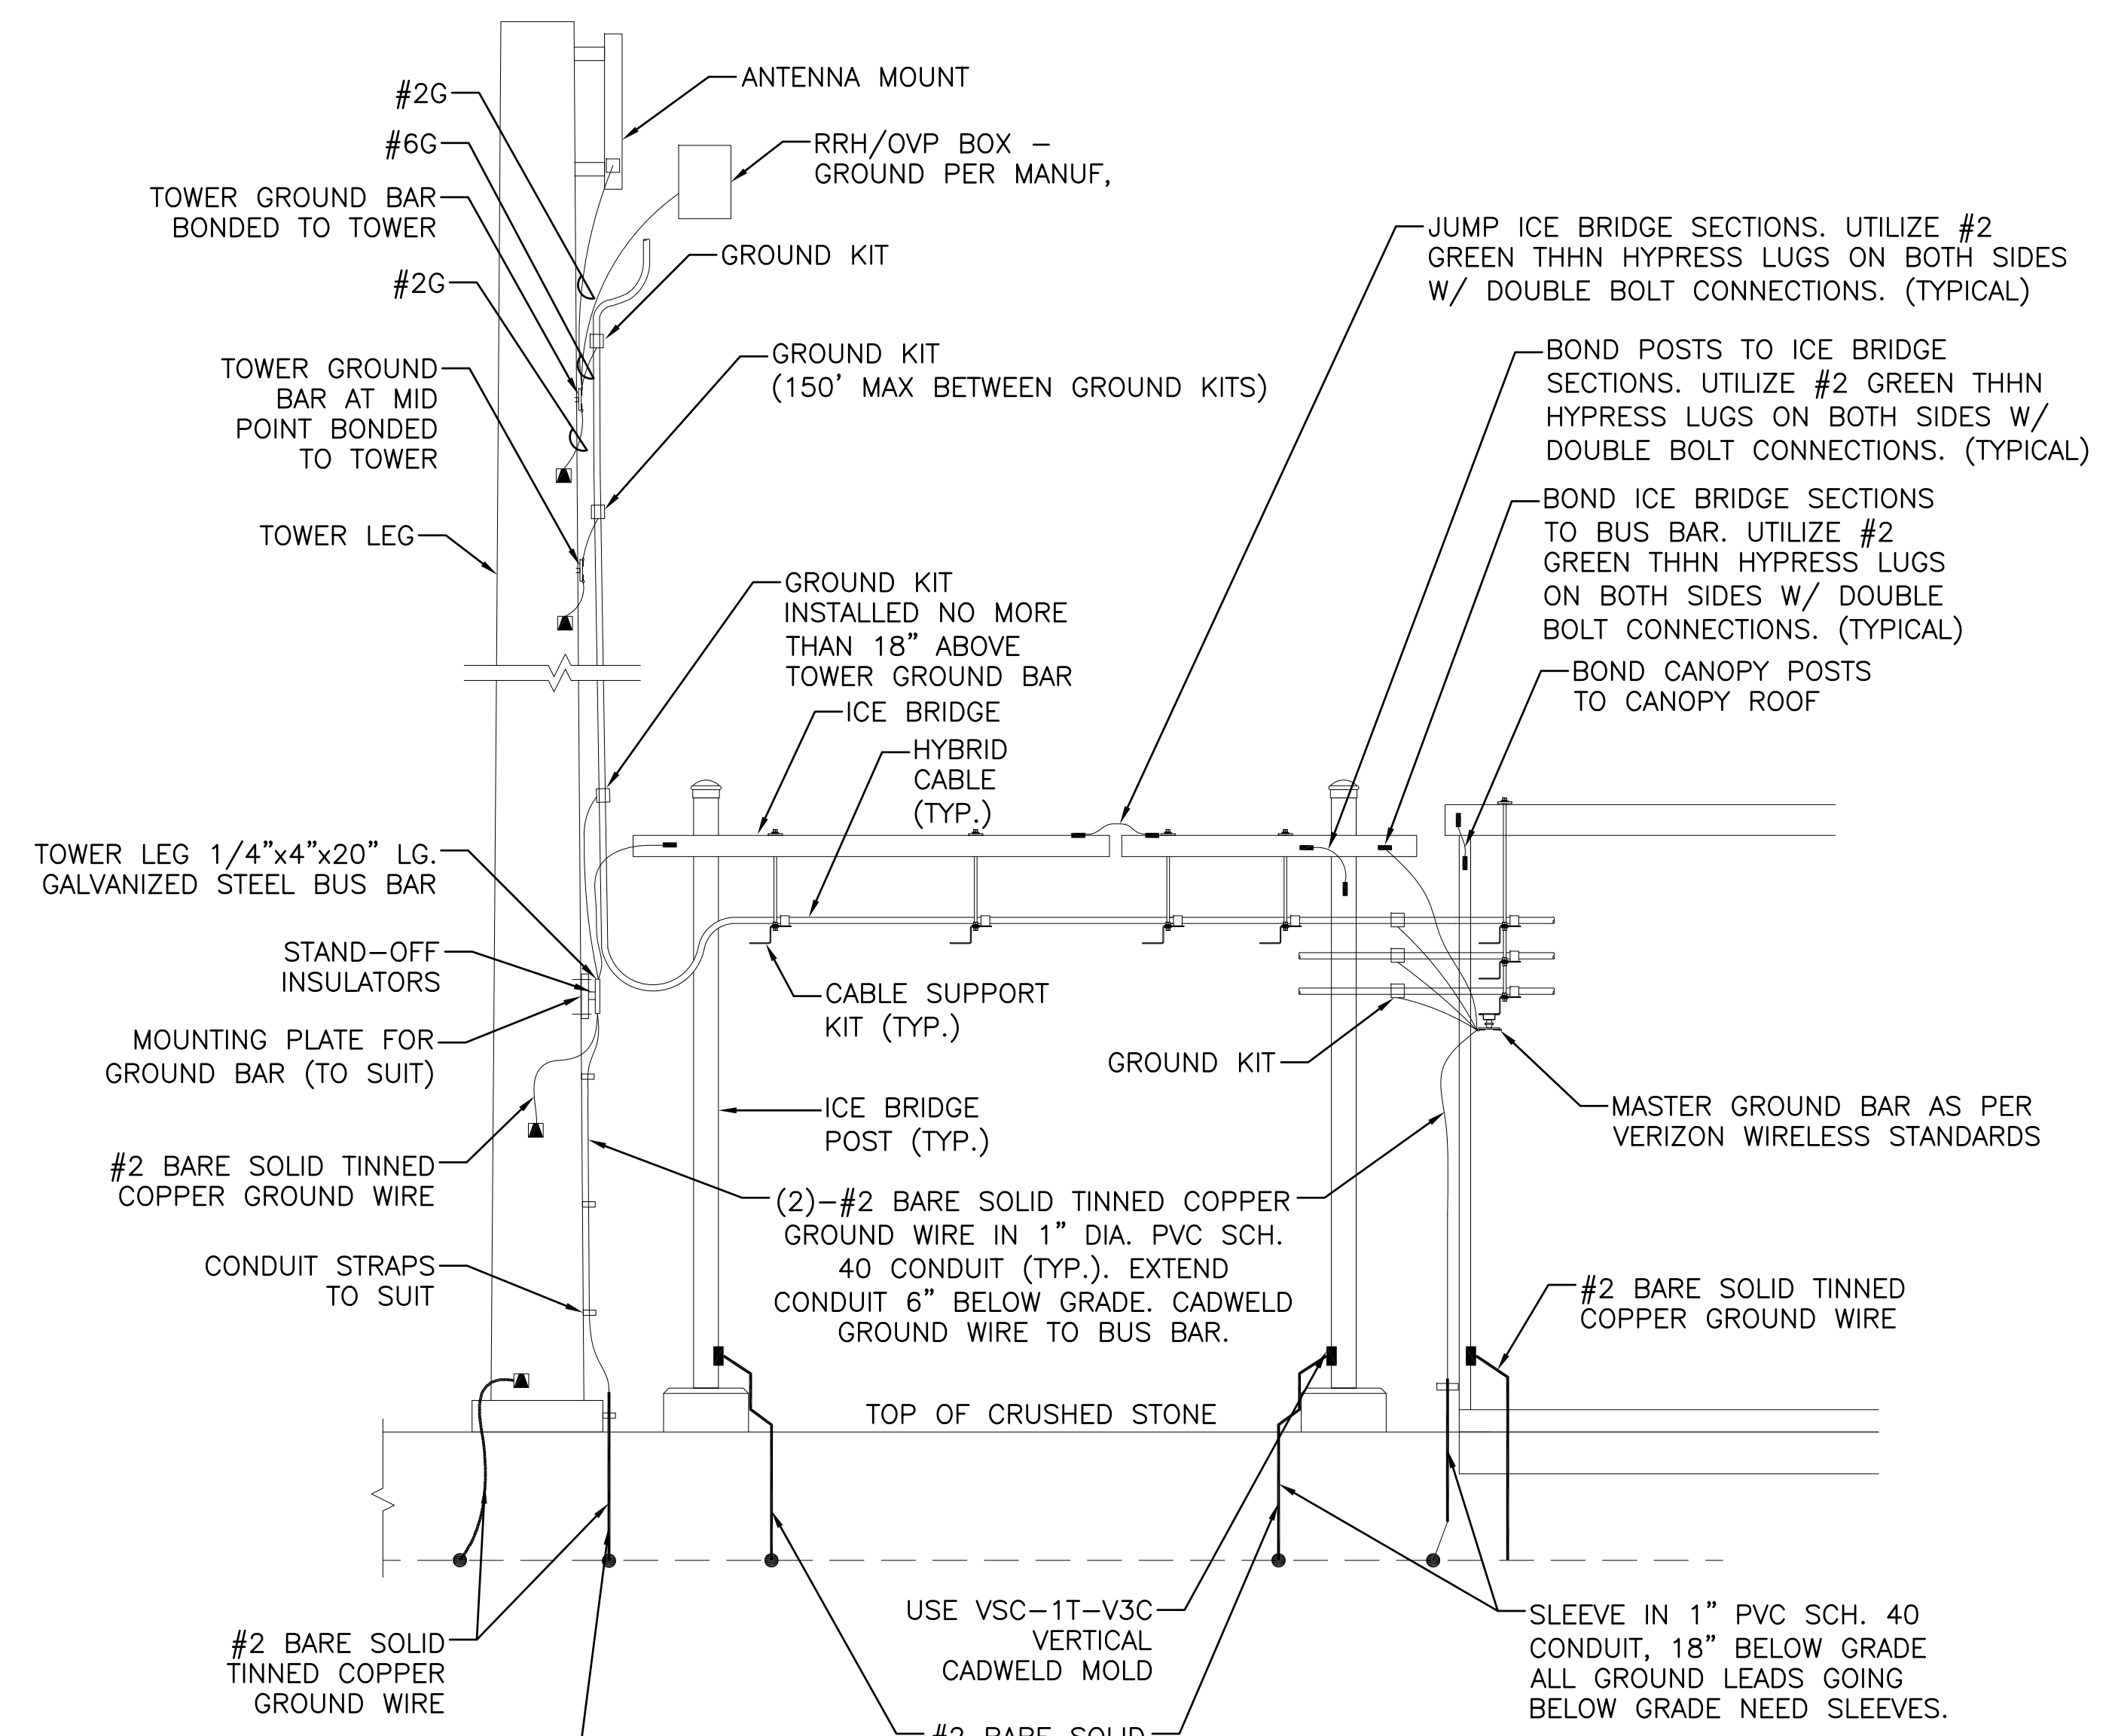 #2G
#6G
TOWER GROUND BAR
BONDED TO TOWER
#2G
TOWER GROUND
BAR AT MID
POINT BONDED
TO TOWER
TOWER LEG
ANTENNA MOUNT
RRH/OVP BOX –
GROUND PER MANUF,
GROUND KIT
GROUND KIT
(150' MAX BETWEEN GROUND KITS)
GROUND KIT
INSTALLED NO MORE
THAN 18" ABOVE
TOWER GROUND BAR
ICE BRIDGE
HYBRID
CABLE
(TYP.)
JUMP ICE BRIDGE SECTIONS. UTILIZE #2
GREEN THHN HYPRESS LUGS ON BOTH SIDES
W/ DOUBLE BOLT CONNECTIONS. (TYPICAL)
BOND POSTS TO ICE BRIDGE
SECTIONS. UTILIZE #2 GREEN THHN
HYPRESS LUGS ON BOTH SIDES W/
DOUBLE BOLT CONNECTIONS. (TYPICAL)
BOND ICE BRIDGE SECTIONS
TO BUS BAR. UTILIZE #2
GREEN THHN HYPRESS LUGS
ON BOTH SIDES W/ DOUBLE
BOLT CONNECTIONS. (TYPICAL)
BOND CANOPY POSTS
TO CANOPY ROOF
TOWER LEG 1/4"x4"x20" LG.
GALVANIZED STEEL BUS BAR
STAND-OFF
INSULATORS
MOUNTING PLATE FOR
GROUND BAR (TO SUIT)
#2 BARE SOLID TINNED
COPPER GROUND WIRE
CONDUIT STRAPS
TO SUIT
CABLE SUPPORT
KIT (TYP.)
GROUND KIT
ICE BRIDGE
POST (TYP.)
MASTER GROUND BAR AS PER
VERIZON WIRELESS STANDARDS
(2)-#2 BARE SOLID TINNED COPPER
GROUND WIRE IN 1" DIA. PVC SCH.
40 CONDUIT (TYP.). EXTEND
CONDUIT 6" BELOW GRADE. CADWELD
GROUND WIRE TO BUS BAR.
#2 BARE SOLID TINNED
COPPER GROUND WIRE
TOP OF CRUSHED STONE
#2 BARE SOLID
TINNED COPPER
GROUND WIRE
USE VSC-1T-V3C
VERTICAL
CADWELD MOLD
SLEEVE IN 1" PVC SCH. 40
CONDUIT, 18" BELOW GRADE
ALL GROUND LEADS GOING
BELOW GRADE NEED SLEEVES.
#2 BARE SOLID